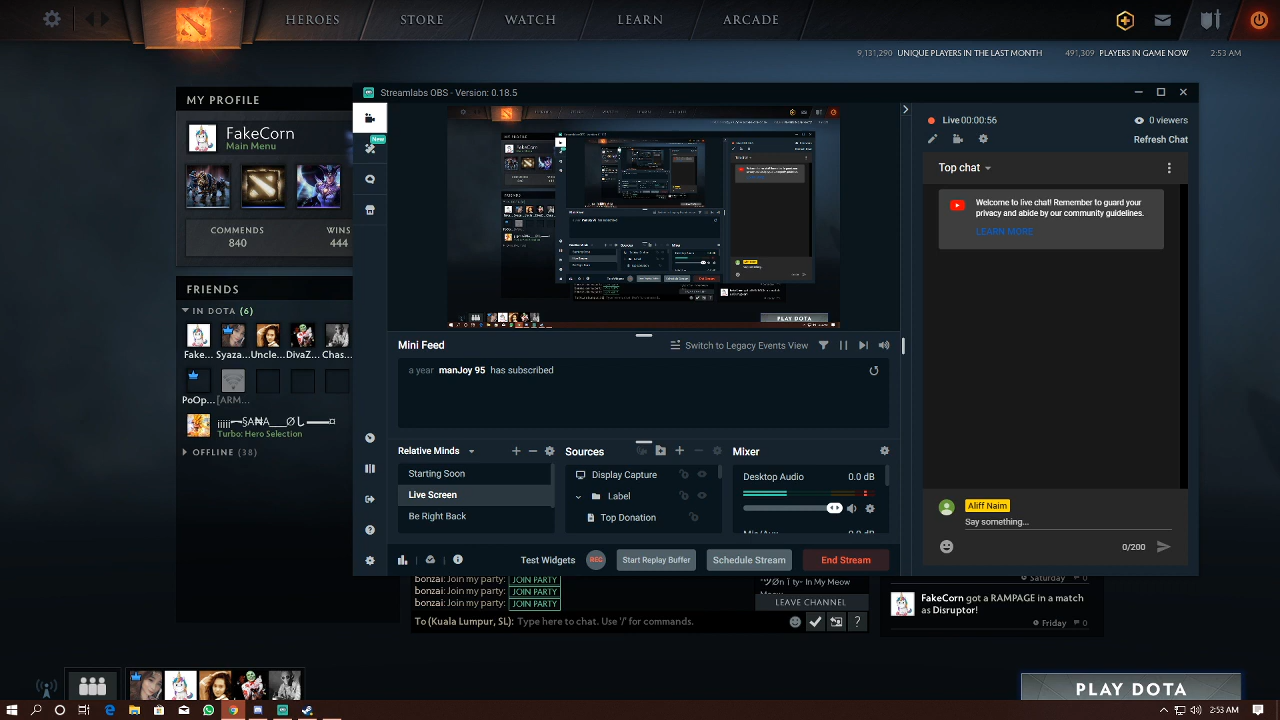 HEROES
STORE
WATCH
LEARN
ARCADE
9,131,290 UNIQUE PLAYERS IN THE LAST MONTH
491,309 PLAYERS IN GAME NOW
2:53 AM
MY PROFILE
FakeCorn
Main Menu
COMMENDS
840
WINS
444
FRIENDS
IN DOTA (6)
Fake...
Syaza...
Uncle...
DivaZ...
Chas...
PoOp...
[ARM...
Turbo: Hero Selection
OFFLINE (38)
Streamlabs OBS - Version: 0.18.5
New
Live 00:00:56
0 viewers
Refresh Chat
Top chat
Welcome to live chat! Remember to guard your
privacy and abide by our community guidelines.
LEARN MORE
Mini Feed
Switch to Legacy Events View
a year manJoy 95 has subscribed
Relative Minds
Starting Soon
Live Screen
Be Right Back
Sources
Display Capture
Label
Top Donation
Mixer
Desktop Audio
0.0 dB
Aliff Naim
Say something...
0/200
Test Widgets
REC
Start Replay Buffer
Schedule Stream
End Stream
bonzai: Join my party: JOIN PARTY
bonzai: Join my party: JOIN PARTY
bonzai: Join my party: JOIN PARTY
In My Meow
LEAVE CHANNEL
To (Kuala Lumpur, SL): Type here to chat. Use '/' for commands.
?
Saturday 0
FakeCorn got a RAMPAGE in a match
as Disruptor!
Friday 0
PLAY DOTA
2:53 AM